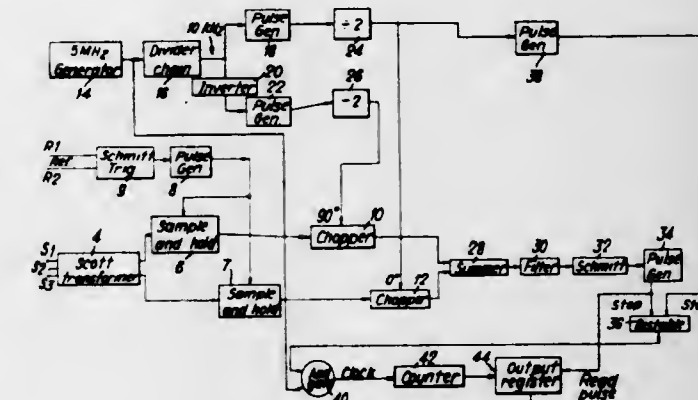 5MHz
Generator
14
Divider
chain
16
10 kHz
Pulse
Gen
18
÷2
24
20
Inverter
22
Pulse
Gen.
26
÷2
Pulse
Gen
38
R1
Ref
R2
Schmitt
Trig
9
Pulse
Gen
8
S1
S2
S3
4
Scott
transformer
Sample
and hold
6
7
Sample
and hold
90°
Chopper
10
0°
Chopper
12
28
Summer
30
Filter
32
Schmitt
34
Pulse
Gen
Stop
36
Bistable
And
gate
40
Clock
42
Counter
44
Output
register
Read
pulse